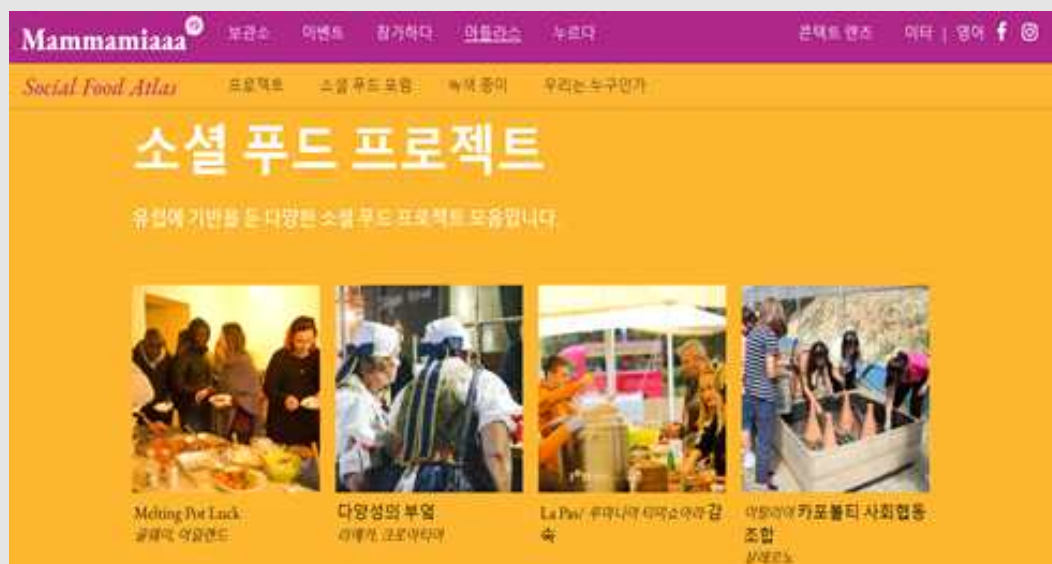 Mammamiaaa
보관소 이벤트 참가하다 아틀라스 누르다 콘택트 렌즈 이타 | 영어
Social Food Atlas 프로젝트 소셜 푸드 포럼 녹색 종이 우리는 누구인가
소셜 푸드 프로젝트
유럽에 기반을 둔 다양한 소셜 푸드 프로젝트 모음입니다.
Melting Pot Luck
골웨이, 아일랜드
다양성의 부엌
리예카, 크로아티아
La Pas/ 루마니아 티미쇼아라 감
속
이탈리아 카포볼티 사회협동
조합
살레르노